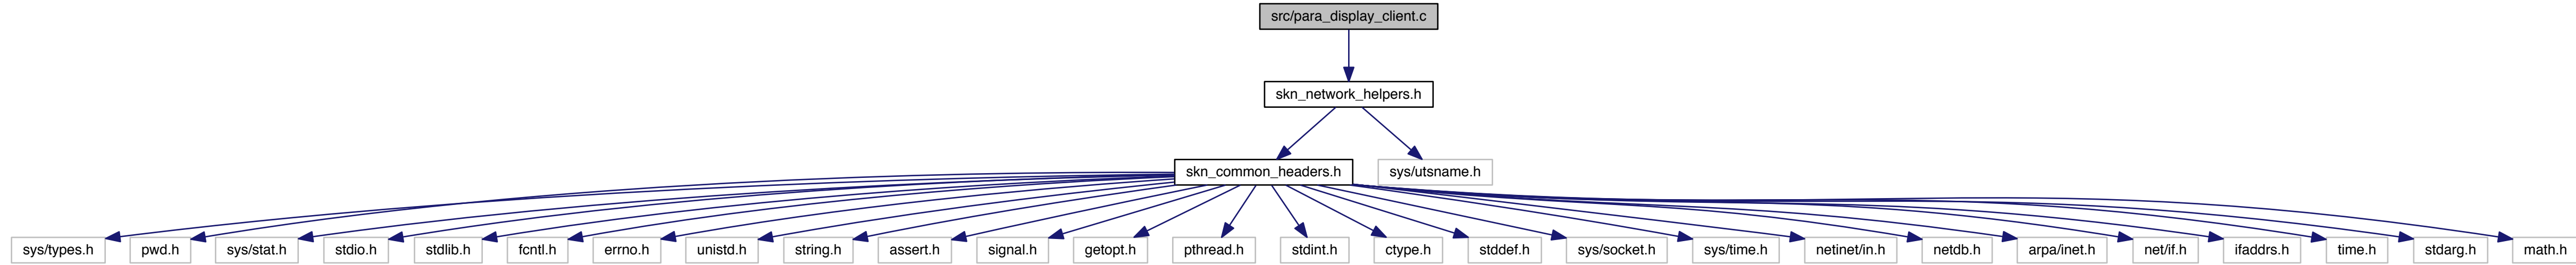 src/para_display_client.c
skn_network_helpers.h
skn_common_headers.h
sys/utsname.h
sys/types.h
pwd.h
sys/stat.h
stdio.h
stdlib.h
fcntl.h
errno.h
unistd.h
string.h
assert.h
signal.h
getopt.h
pthread.h
stdint.h
ctype.h
stddef.h
sys/socket.h
sys/time.h
netinet/in.h
netdb.h
arpa/inet.h
net/if.h
ifaddrs.h
time.h
stdarg.h
math.h